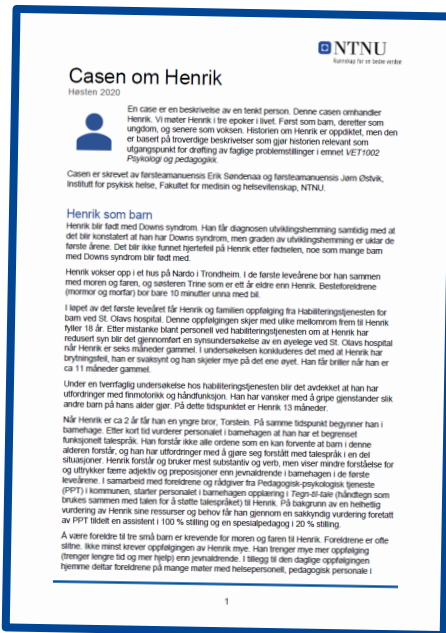 NTNU
Kunnskap for en bedre verden
Casen om Henrik
Høsten 2020
En case er en beskrivelse av en tenkt person. Denne casen omhandler
Henrik. Vi møter Henrik i tre epoker i livet. Først som barn, deretter som
ungdom, og senere som voksen. Historien om Henrik er oppdiktet, men den
er basert på troverdige beskrivelser som gjør historien relevant som
utgangspunkt for drøfting av faglige problemstillinger i emnet VET1002
Psykologi og pedagogikk.
Casen er skrevet av førsteamanuensis Erik Søndenaa og førsteamanuensis Jørn Østvik,
Institutt for psykisk helse, Fakultet for medisin og helsevitenskap, NTNU.
Henrik som barn
Henrik blir født med Downs syndrom. Han får diagnosen utviklingshemming samtidig med at
det blir konstatert at han har Downs syndrom, men graden av utviklingshemming er uklar de
første årene. Det blir ikke funnet hjertefeil på Henrik etter fødselen, noe som mange barn
med Downs syndrom blir født med.
Henrik vokser opp i et hus på Nardo i Trondheim. I de første leveårene bor han sammen
med moren og faren, og søsteren Trine som er ett år eldre enn Henrik. Besteforeldrene
(mormor og morfar) bor bare 10 minutter unna med bil.
I løpet av det første leveåret får Henrik og familien oppfølging fra Habiliteringstjenesten for
barn ved St. Olavs hospital. Denne oppfølgingen skjer med ulike mellomrom frem til Henrik
fyller 18 år. Etter mistanke blant personell ved habiliteringstjenesten om at Henrik har
redusert syn blir det gjennomført en synsundersøkelse av en øyelege ved St. Olavs hospital
når Henrik er seks måneder gammel. I undersøkelsen konkluderes det med at Henrik har
brytningsfeil, han er svaksynt og han skjeler mye på det ene øyet. Han får briller når han er
ca 11 måneder gammel.
Under en tverrfaglig undersøkelse hos habiliteringstjenesten blir det avdekket at han har
utfordringer med finmotorikk og håndfunksjon. Han har vansker med å gripe gjenstander slik
andre barn på hans alder gjør. På dette tidspunktet er Henrik 13 måneder.
Når Henrik er ca 2 år får han en yngre bror, Torstein. På samme tidspunkt begynner han i
barnehage. Etter kort tid vurderer personalet i barnehagen at han har et begrenset
funksjonelt talespråk. Han forstår ikke alle ordene som en kan forvente at barn i denne
alderen forstår, og han har utfordringer med å gjøre seg forstått med talespråk i en del
situasjoner. Henrik forstår og bruker mest substantiv og verb, men viser mindre forståelse for
og uttrykker færre adjektiv og preposisjoner enn jevnaldrende i barnehagen i de første
leveårene. I samarbeid med foreldrene og rådgiver fra Pedagogisk-psykologisk tjeneste
(PPT) i kommunen, starter personalet i barnehagen opplæring i Tegn-til-tale (håndtegn som
brukes sammen med talen for å støtte talespråket) til Henrik. På bakgrunn av en helhetlig
vurdering av Henrik sine ressurser og behov får han gjennom en sakkyndig vurdering foretatt
av PPT tildelt en assistent i 100 % stilling og en spesialpedagog i 20 % stilling.
Å være foreldre til tre små barn er krevende for moren og faren til Henrik. Foreldrene er ofte
slitne. Ikke minst krever oppfølgingen av Henrik mye. Han trenger mye mer oppfølging
(trenger lengre tid og mer hjelp) enn jevnaldrende. I tillegg til den daglige oppfølgingen
hjemme deltar foreldrene på mange møter med helsepersonell, pedagogisk personale i
1